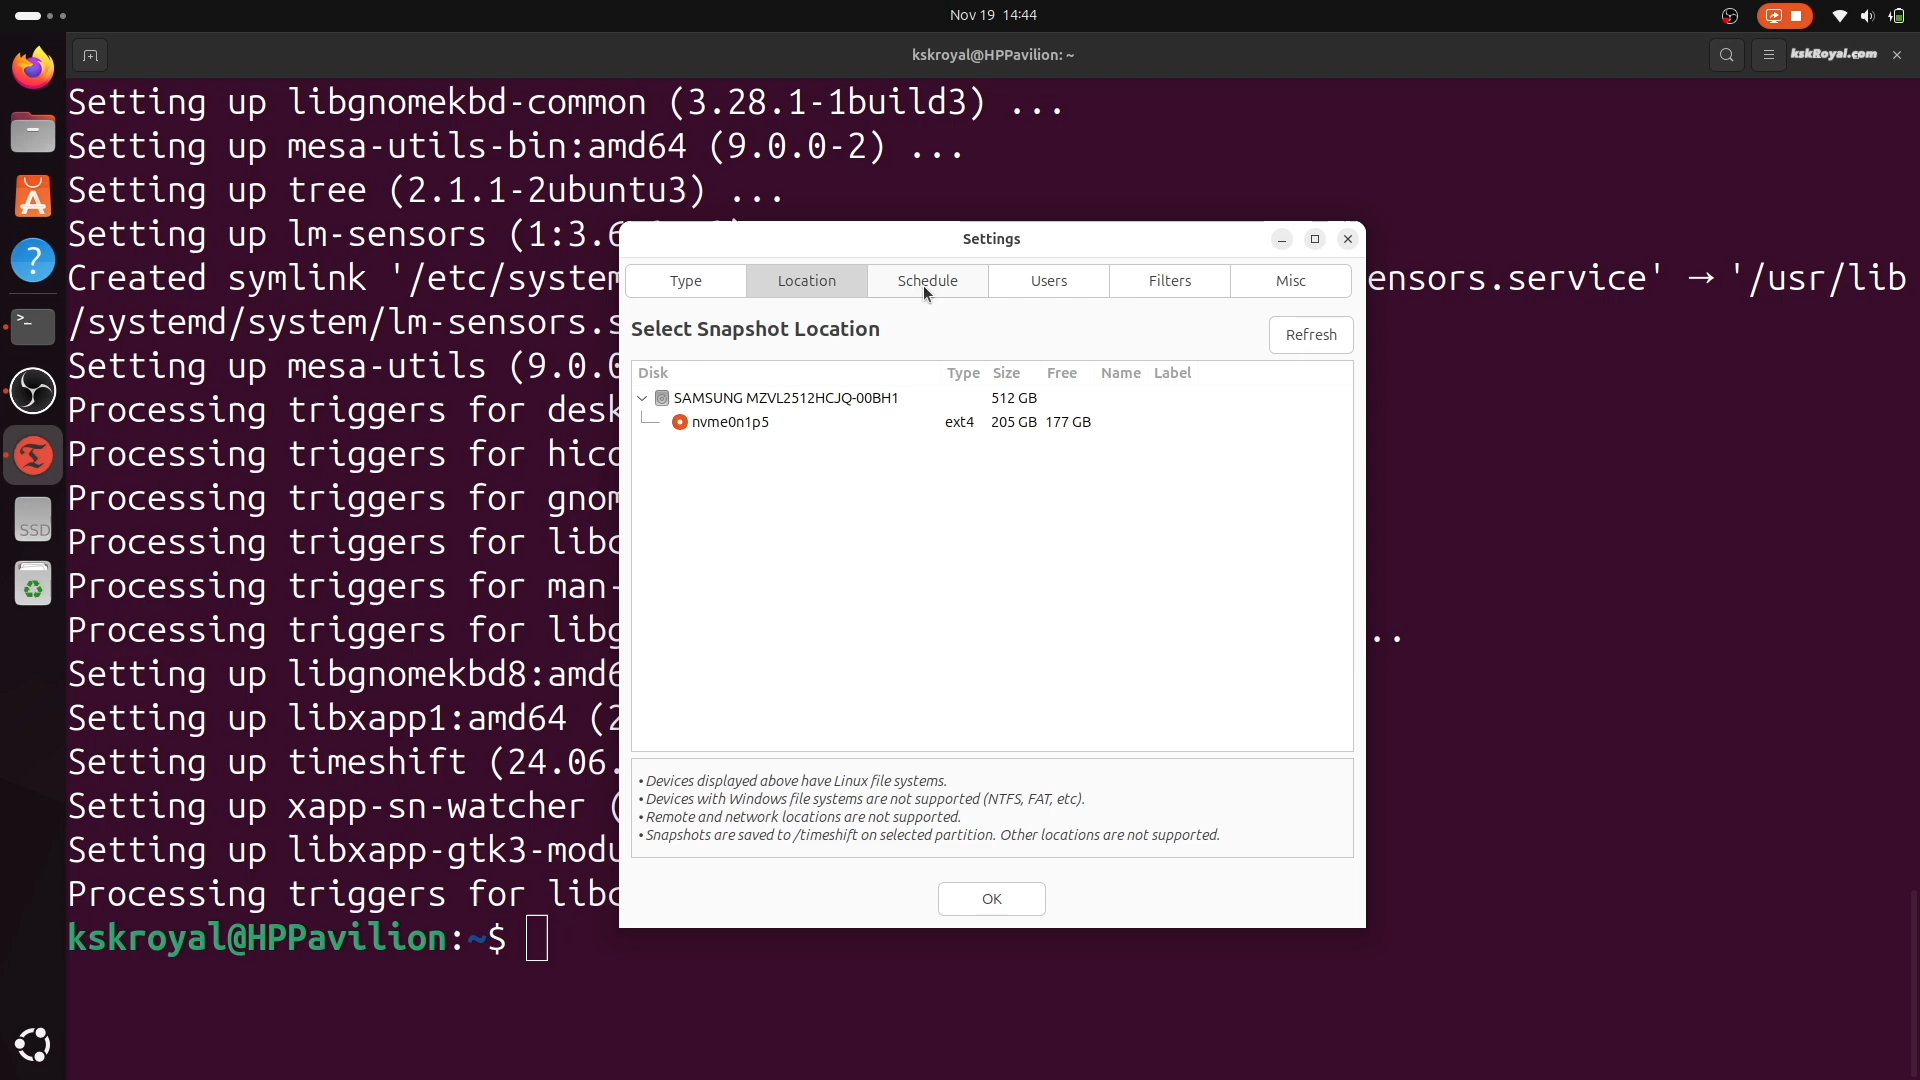 Nov 19 14:44
kskroyal@HPPavilion: ~
kskRoyal.com
Setting up libgnomekbd-common (3.28.1-1build3) ...
Setting up mesa-utils-bin:amd64 (9.0.0-2) ...
Setting up tree (2.1.1-2ubuntu3) ...
Setting up lm-sensors (1:3.6
Created symlink '/etc/system ensors.service' → '/usr/lib
/systemd/system/lm-sensors.s
Setting up mesa-utils (9.0.0
Processing triggers for desk
Processing triggers for hico
Processing triggers for gnom
Processing triggers for libc
Processing triggers for man-
Processing triggers for libg ..
Setting up libgnomekbd8:amd6
Setting up libxapp1:amd64 (2
Setting up timeshift (24.06.
Setting up xapp-sn-watcher (
Setting up libxapp-gtk3-modu
Processing triggers for libc
kskroyal@HPPavilion:~$
SSD
Settings
Type Location Schedule Users Filters Misc
Select Snapshot Location
Refresh
Disk Type Size Free Name Label
SAMSUNG MZVL2512HCJQ-00BH1 512 GB
nvme0n1p5 ext4 205 GB 177 GB
• Devices displayed above have Linux file systems.
• Devices with Windows file systems are not supported (NTFS, FAT, etc).
• Remote and network locations are not supported.
• Snapshots are saved to /timeshift on selected partition. Other locations are not supported.
OK